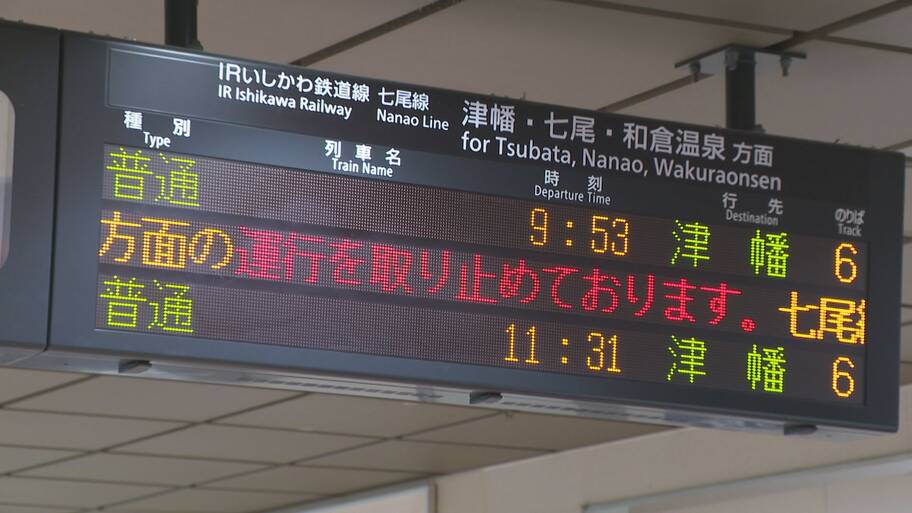 IRいしかわ鉄道線 七尾線 津幡・七尾・和倉温泉 方面
IR Ishikawa Railway Nanao Line for Tsubata, Nanao, Wakuraonsen
種別 列車名 時刻 行先 のりば
Type Train Name Departure Time Destination Track
普通 9:53 津幡 6
方面の運行を取り止めております。 七尾
普通 11:31 津幡 6